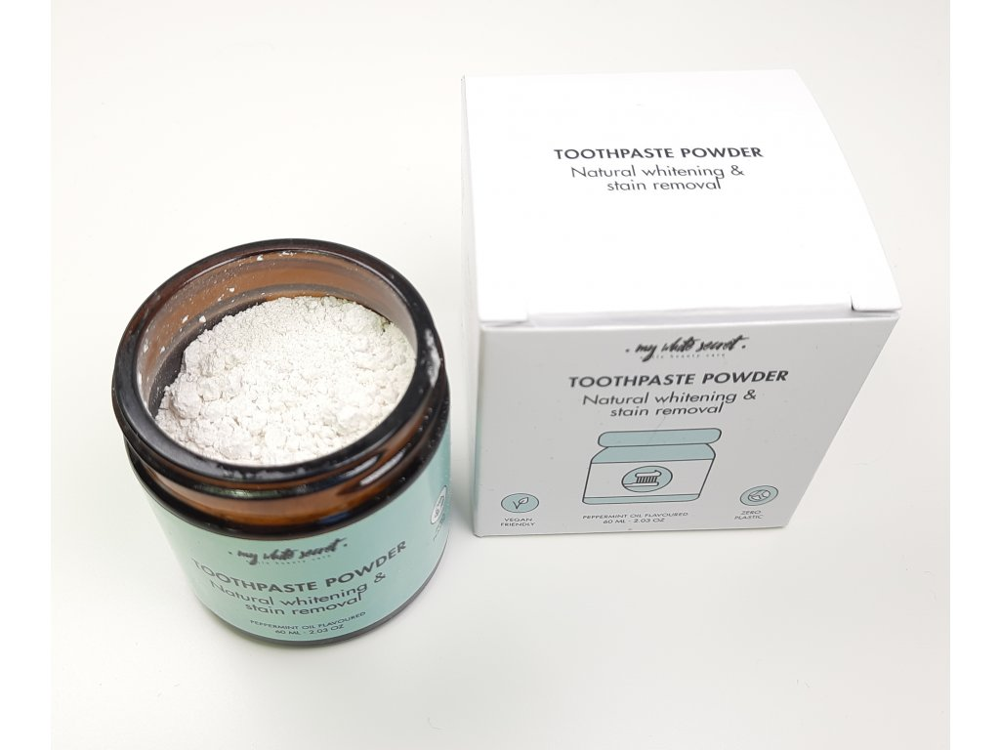 TOOTHPASTE POWDER
Natural whitening &
stain removal
• my white secret •
beauty care
TOOTHPASTE POWDER
Natural whitening &
stain removal
VEGAN
FRIENDLY
PEPPERMINT OIL FLAVOURED
60 ML - 2.03 OZ
ZERO
PLASTIC
• my white secret •
beauty care
TOOTHPASTE POWDER
Natural whitening &
stain removal
PEPPERMINT OIL FLAVOURED
60 ML - 2.03 OZ